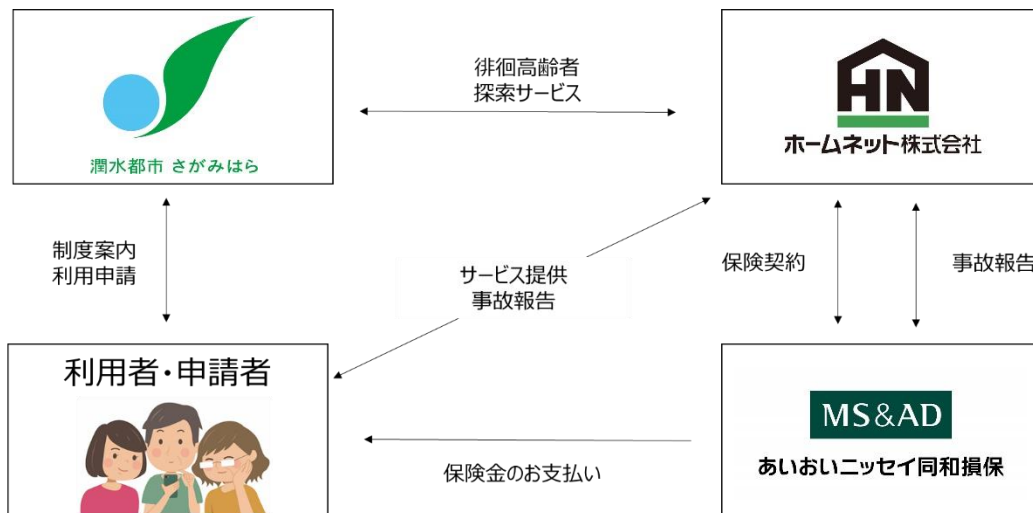 徘徊高齢者
探索サービス
潤水都市 さがみはら
HN
ホームネット株式会社
制度案内
利用申請
サービス提供
事故報告
保険契約
事故報告
利用者・申請者
保険金のお支払い
MS&AD
あいおいニッセイ同和損保